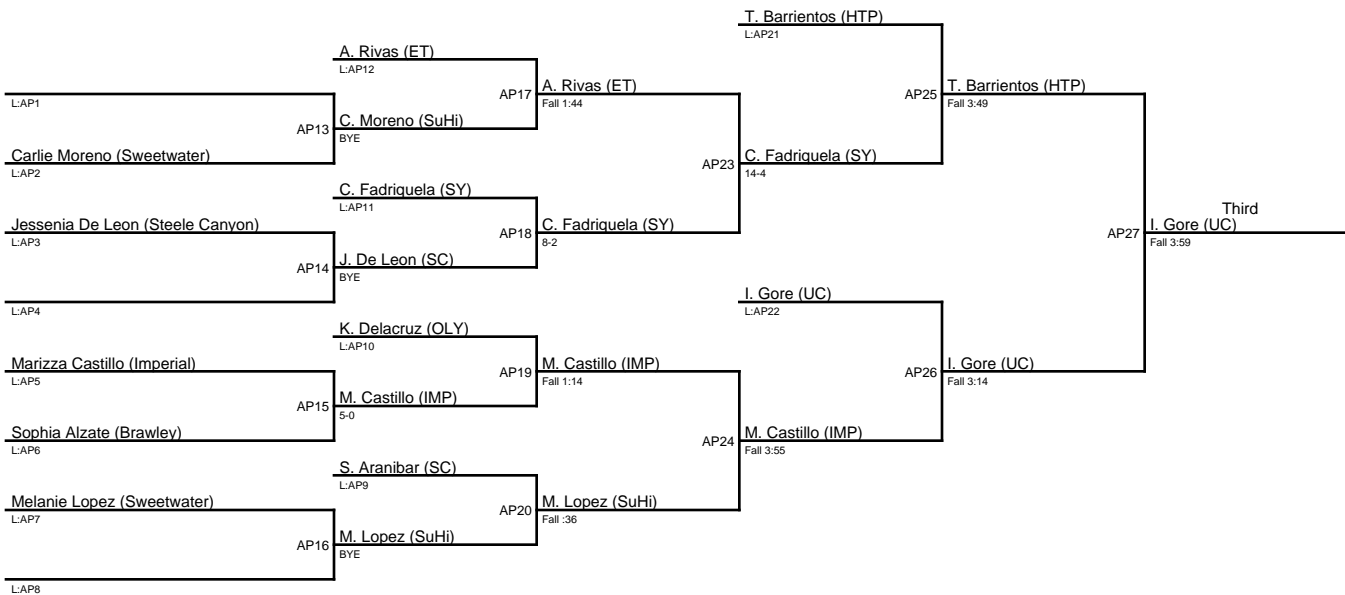 T. Barrientos (HTP)
L:AP21
A. Rivas (ET)
L:AP12
L:AP1
AP17
A. Rivas (ET)
Fall 1:44
AP25
T. Barrientos (HTP)
Fall 3:49
AP13
C. Moreno (SuHi)
BYE
Carlie Moreno (Sweetwater)
L:AP2
AP23
C. Fadriquela (SY)
14-4
C. Fadriquela (SY)
L:AP11
Jessenia De Leon (Steele Canyon)
L:AP3
AP18
C. Fadriquela (SY)
8-2
AP27
Third
I. Gore (UC)
Fall 3:59
AP14
J. De Leon (SC)
BYE
L:AP4
I. Gore (UC)
L:AP22
K. Delacruz (OLY)
L:AP10
Marizza Castillo (Imperial)
L:AP5
AP19
M. Castillo (IMP)
Fall 1:14
AP26
I. Gore (UC)
Fall 3:14
AP15
M. Castillo (IMP)
5-0
Sophia Alzate (Brawley)
L:AP6
AP24
M. Castillo (IMP)
Fall 3:55
S. Aranibar (SC)
L:AP9
Melanie Lopez (Sweetwater)
L:AP7
AP20
M. Lopez (SuHi)
Fall :36
AP16
M. Lopez (SuHi)
BYE
L:AP8